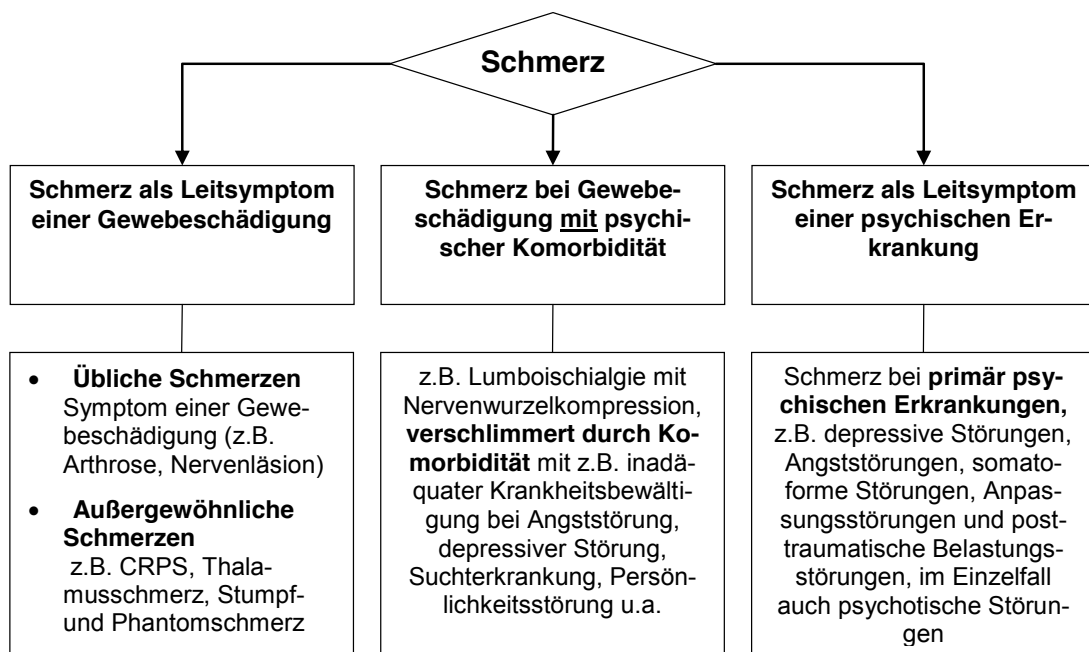 Schmerz
Schmerz als Leitsymptom
einer Gewebeschädigung
Schmerz bei Gewebe-
schädigung mit psychi-
scher Komorbidität
Schmerz als Leitsymptom
einer psychischen Er-
krankung
• Übliche Schmerzen
Symptom einer Gewe-
beschädigung (z.B.
Arthrose, Nervenläsion)
• Außergewöhnliche
Schmerzen
z.B. CRPS, Thala-
musschmerz, Stumpf-
und Phantomschmerz
z.B. Lumboischialgie mit
Nervenwurzelkompression,
verschlimmert durch Ko-
morbidität mit z.B. inadä-
quater Krankheitsbewälti-
gung bei Angststörung,
depressiver Störung,
Suchterkrankung, Persön-
lichkeitsstörung u.a.
Schmerz bei primär psy-
chischen Erkrankungen,
z.B. depressive Störungen,
Angststörungen, somato-
forme Störungen, Anpas-
sungsstörungen und post-
traumatische Belastungs-
störungen, im Einzelfall
auch psychotische Störun-
gen